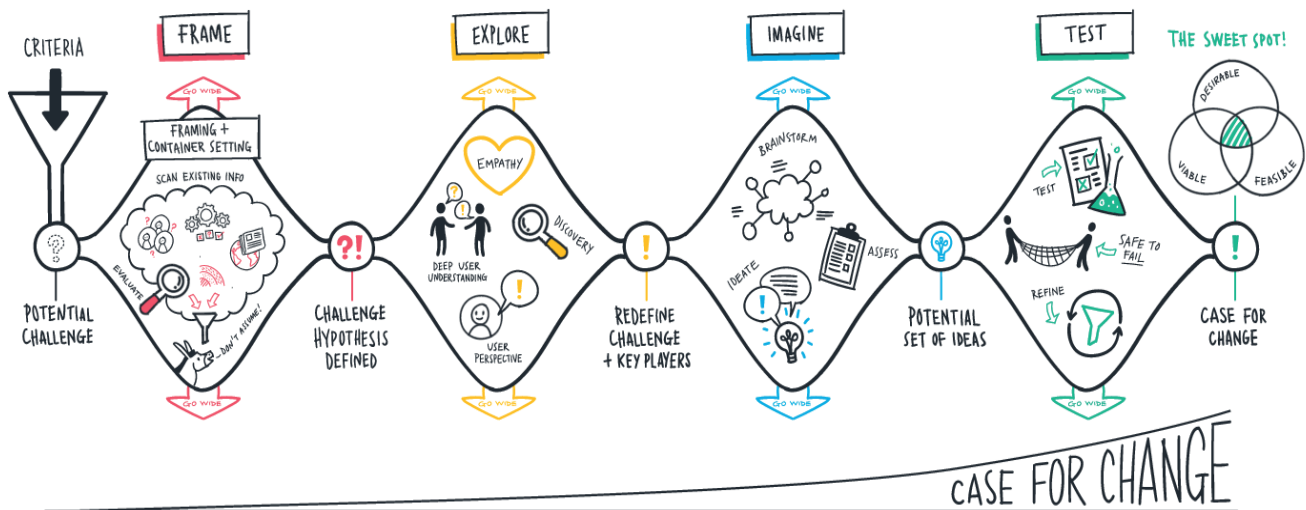 CRITERIA
FRAME
EXPLORE
IMAGINE
TEST
THE SWEET SPOT!
GO WIDE
GO WIDE
GO WIDE
GO WIDE
DESIRABLE
VIABLE
FEASIBLE
FRAMING +
CONTAINER SETTING
SCAN EXISTING INFO
?
?
?
EVALUATE
DON'T ASSUME!
?
POTENTIAL
CHALLENGE
?!
CHALLENGE
HYPOTHESIS
DEFINED
EMPATHY
?
!
DEEP USER
UNDERSTANDING
DISCOVERY
!
USER
PERSPECTIVE
!
REDEFINE
CHALLENGE
+ KEY PLAYERS
BRAINSTORM
ASSESS
IDEATE
!
POTENTIAL
SET OF IDEAS
TEST
SAFE TO
FAIL
REFINE
!
CASE FOR
CHANGE
GO WIDE
GO WIDE
GO WIDE
GO WIDE
CASE FOR CHANGE